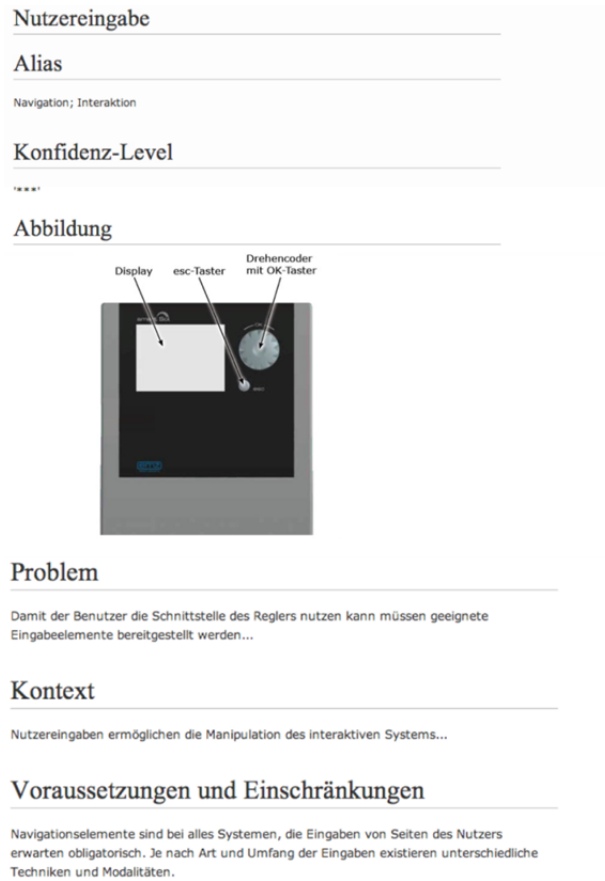 Nutzereingabe
Alias
Navigation; Interaktion
Konfidenz-Level
'***'
Abbildung
Display
esc-Taster
Drehencoder
mit OK-Taster
Problem
Damit der Benutzer die Schnittstelle des Reglers nutzen kann müssen geeignete
Eingabeelemente bereitgestellt werden...
Kontext
Nutzereingaben ermöglichen die Manipulation des interaktiven Systems...
Voraussetzungen und Einschränkungen
Navigationselemente sind bei alles Systemen, die Eingaben von Seiten des Nutzers
erwarten obligatorisch. Je nach Art und Umfang der Eingaben existieren unterschiedliche
Techniken und Modalitäten.